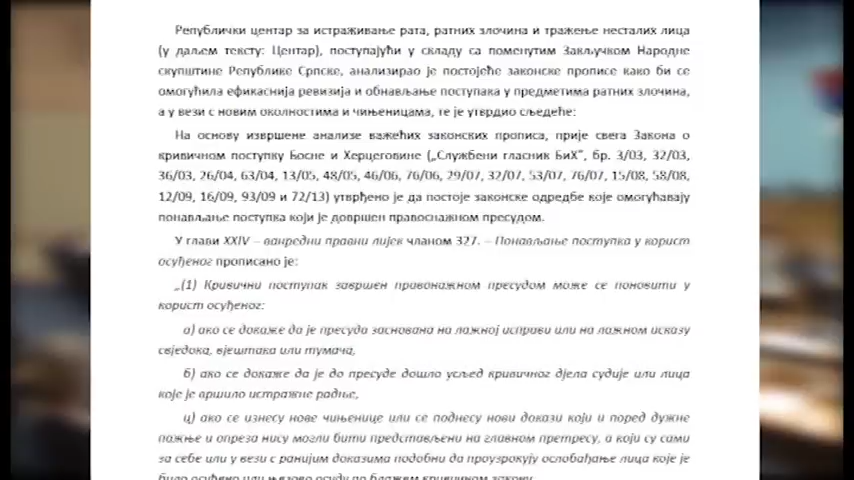 Републички центар за истраживање рата, ратних злочина и тражење несталих лица
(у даљем тексту: Центар), поступајући у складу са поменутим Закључком Народне
скупштине Републике Српске, анализирао је постојеће законске прописе како би се
омогућила ефикаснија ревизија и обнављање поступака у предметима ратних злочина,
а у вези с новим околностима и чињеницама, те је утврдио сљедеће:
На основу извршене анализе важећих законских прописа, прије свега Закона о
кривичном поступку Босне и Херцеговине („Службени гласник БиХ", бр. 3/03, 32/03,
36/03, 26/04, 63/04, 13/05, 48/05, 46/06, 76/06, 29/07, 32/07, 53/07, 76/07, 15/08, 58/08,
12/09, 16/09, 93/09 и 72/13) утврђено је да постоје законске одредбе које омогућавају
понављање поступка који је довршен правоснажном пресудом.
У глави XXIV – ванредни правни лијек чланом 327. – Понављање поступка у корист
осуђеног прописано је:
„(1) Кривични поступак завршен правонажном пресудом може се поновити у
корист осуђеног:
а) ако се докаже да је пресуда заснована на лажној исправи или на лажном исказу
свједока, вјештака или тумача,
б) ако се докаже да је до пресуде дошло усљед кривичног дјела судије или лица
које је вршило истражне радње,
ц) ако се изнесу нове чињенице или се поднесу нови докази који и поред дужне
пажње и опреза нису могли бити представљени на главном претресу, а који су сами
за себе или у вези с ранијим доказима подобни да проузрокују ослобађање лица које је
било осуђено или његову осуду по блажем кривичном закону,